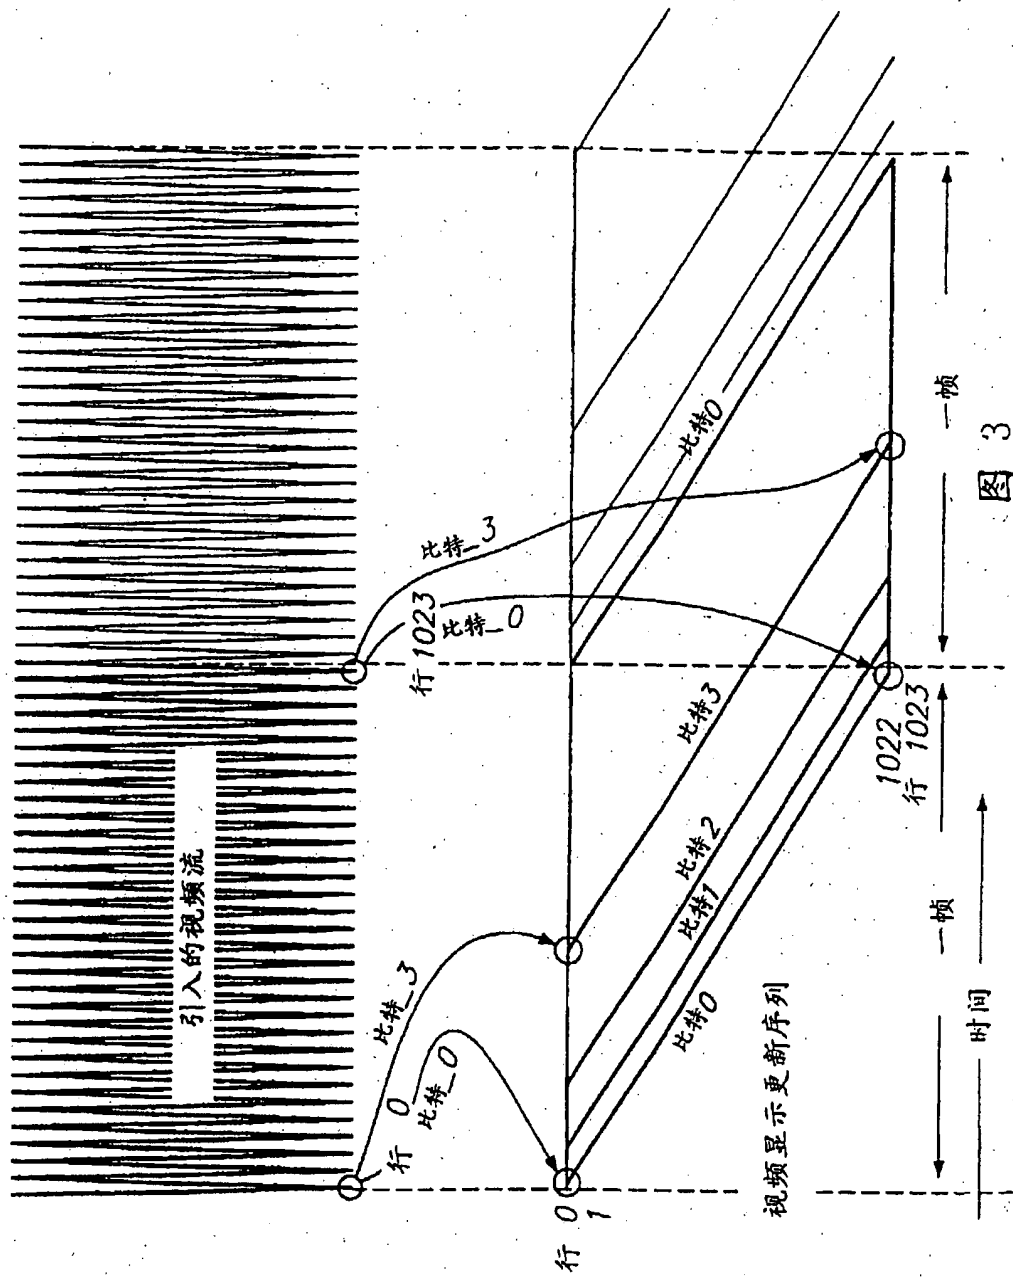 引入的视频流
行 0
比特_3
比特_0
行 1023
比特_3
比特_0
行 0
1
比特0
比特1
比特2
比特3
比特0
1022
行 1023
视频显示更新序列
一帧
一帧
时间
图 3